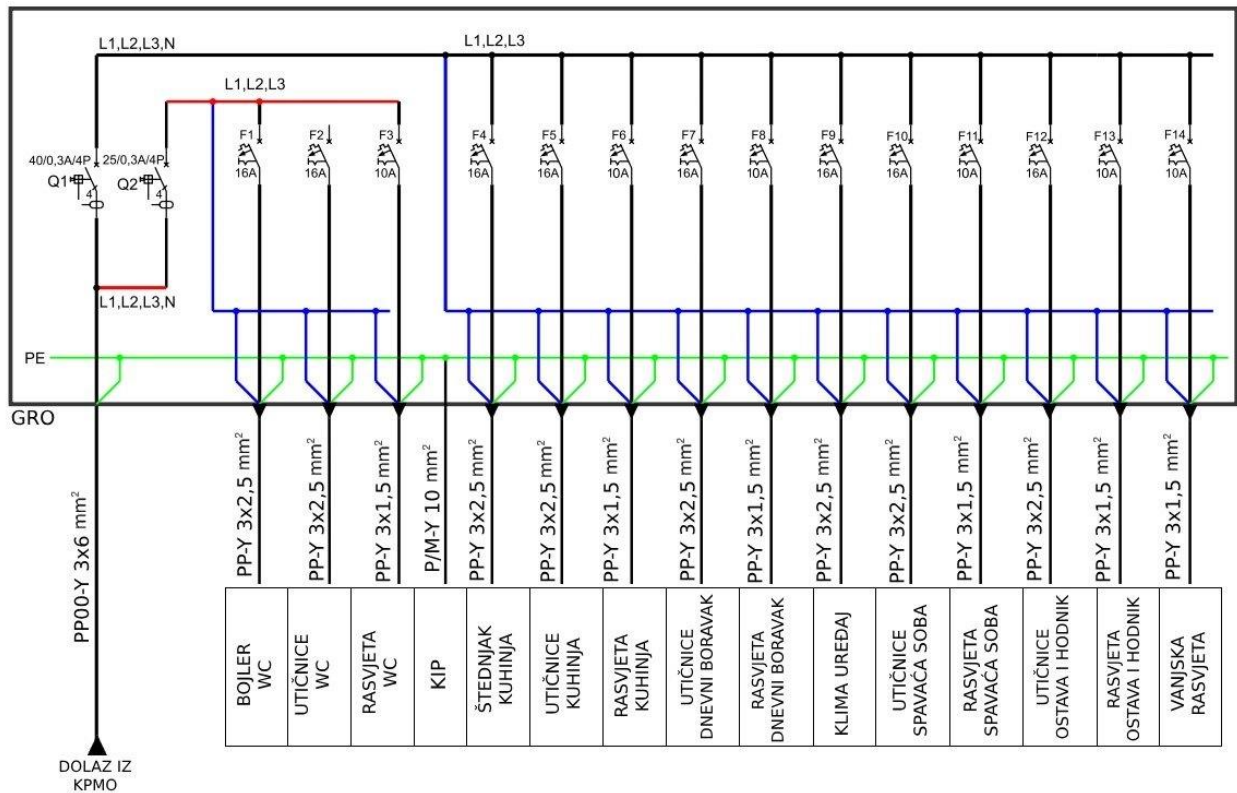 L1,L2,L3,N
L1,L2,L3
L1,L2,L3
40/0,3A/4P
25/0,3A/4P
Q1
4
Q2
4
F1
16A
F2
16A
F3
10A
F4
16A
F5
16A
F6
10A
F7
16A
F8
10A
F9
16A
F10
16A
F11
10A
F12
16A
F13
10A
F14
10A
L1,L2,L3,N
PE
GRO
PP00-Y 3x6 mm²
PP-Y 3x2,5 mm²
PP-Y 3x2,5 mm²
PP-Y 3x1,5 mm²
P/M-Y 10 mm²
PP-Y 3x2,5 mm²
PP-Y 3x2,5 mm²
PP-Y 3x1,5 mm²
PP-Y 3x2,5 mm²
PP-Y 3x1,5 mm²
PP-Y 3x2,5 mm²
PP-Y 3x2,5 mm²
PP-Y 3x1,5 mm²
PP-Y 3x2,5 mm²
PP-Y 3x1,5 mm²
PP-Y 3x1,5 mm²
BOJLER
WC
UTIČNICE
WC
RASVJETA
WC
KIP
ŠTEDNJAK
KUHINJA
UTIČNICE
KUHINJA
RASVJETA
KUHINJA
UTIČNICE
DNEVNI BORAVAK
RASVJETA
DNEVNI BORAVAK
KLIMA UREĐAJ
UTIČNICE
SPAVAĆA SOBA
RASVJETA
SPAVAĆA SOBA
UTIČNICE
OSTAVA I HODNIK
RASVJETA
OSTAVA I HODNIK
VANJSKA
RASVJETA
DOLAZ IZ
KPMO